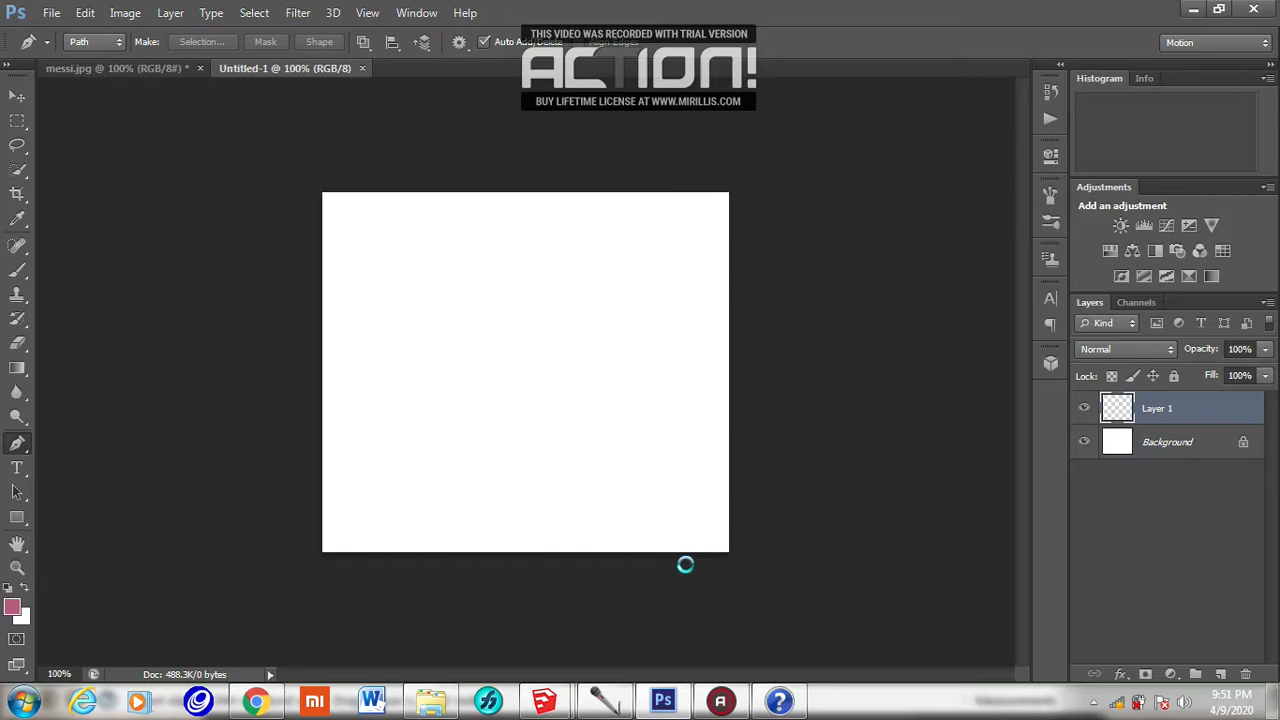 Ps File Edit Image Layer Type Select Filter 3D View Window Help
THIS VIDEO WAS RECORDED WITH TRIAL VERSION
ACTION!
BUY LIFETIME LICENSE AT WWW.MIRILLIS.COM
Path Make: Selection... Mask Shape Auto Add/Delete Align Edges Motion
messi.jpg @ 100% (RGB/8#) * × Untitled-1 @ 100% (RGB/8) ×
Histogram Info
Adjustments
Add an adjustment
Layers Channels
Kind
Normal Opacity: 100%
Lock: Fill: 100%
Layer 1
Background
100% Doc: 488.3K/0 bytes
9:51 PM
4/9/2020